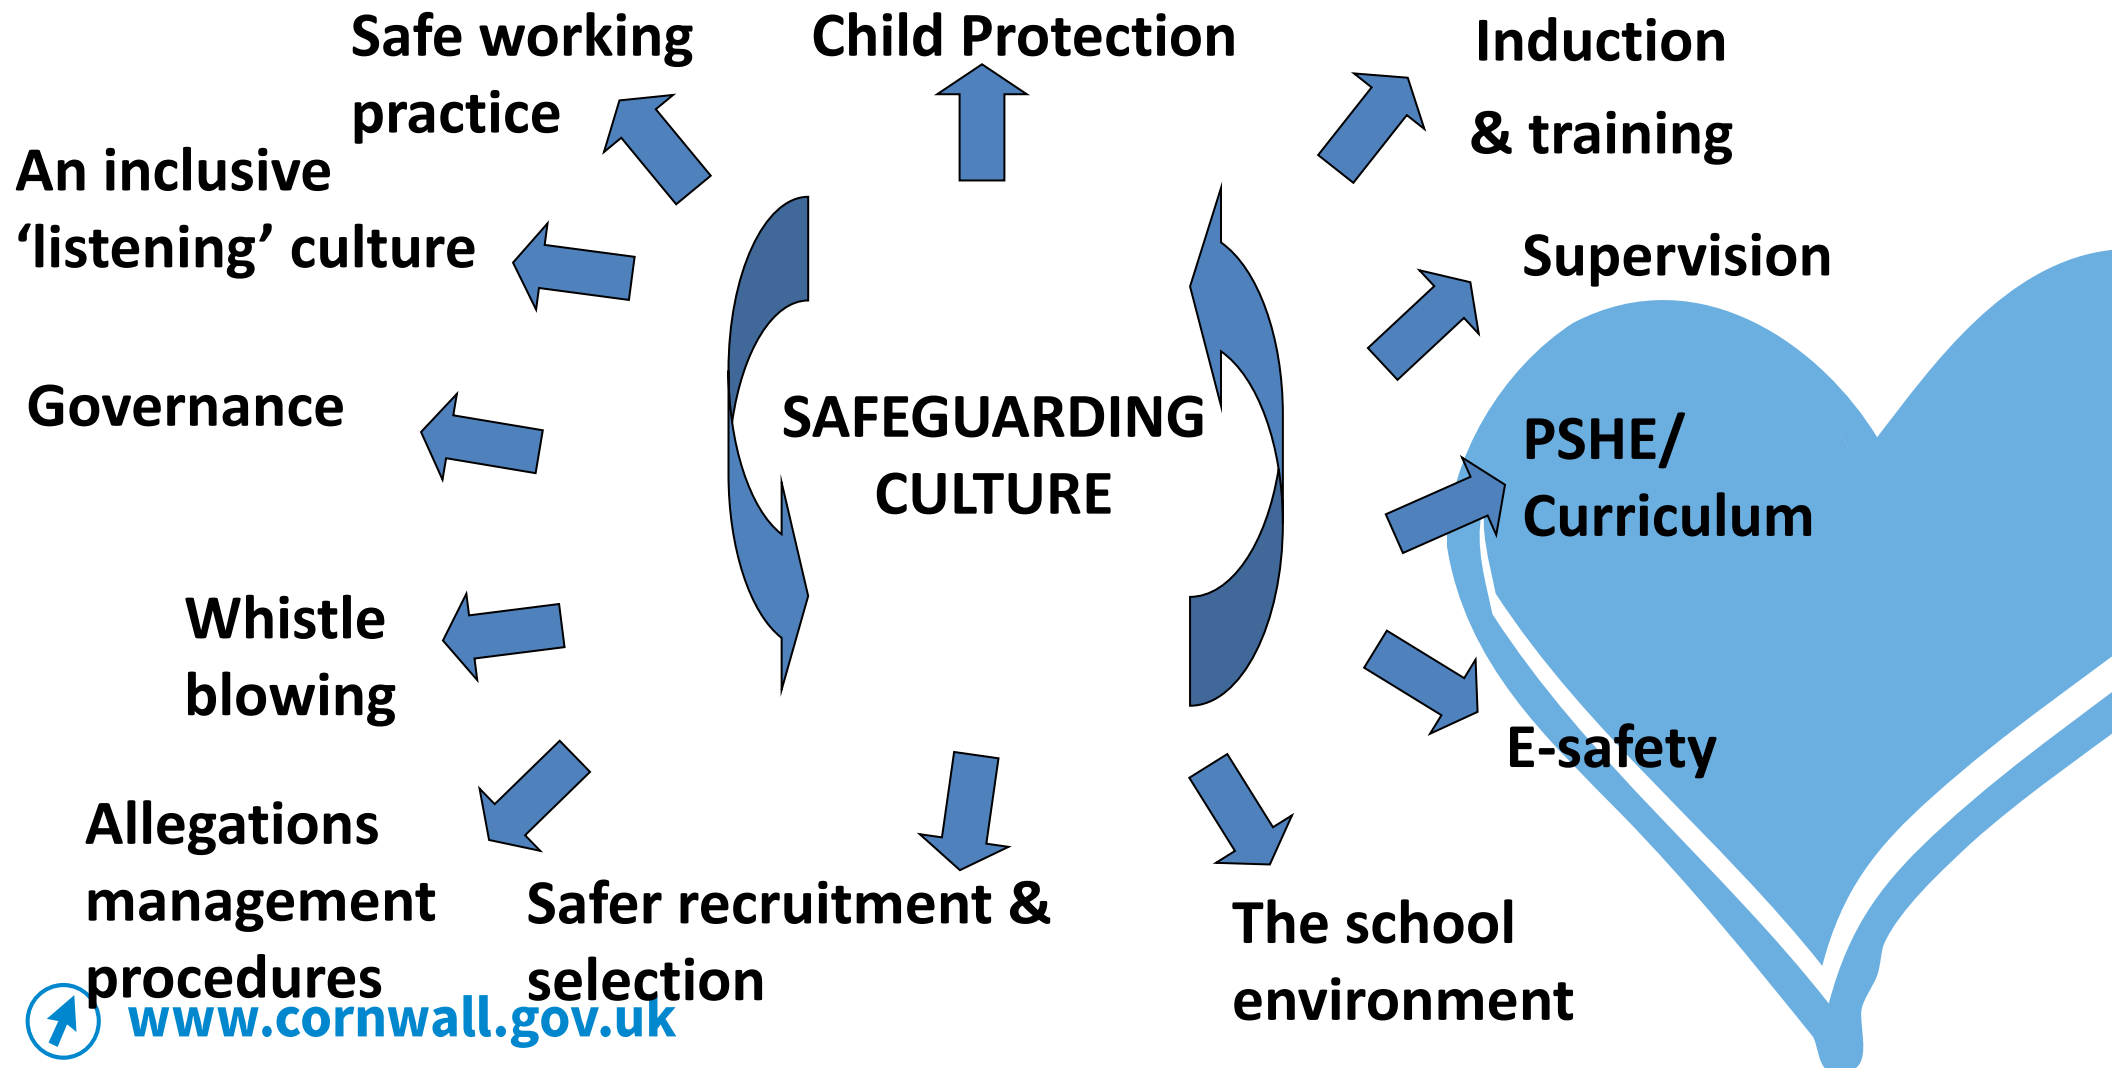 Safe working
practice
Child Protection
Induction
& training
An inclusive
‘listening’ culture
Supervision
Governance
SAFEGUARDING
CULTURE
PSHE/
Curriculum
Whistle
blowing
E-safety
Allegations
management
procedures
Safer recruitment &
selection
The school
environment
www.cornwall.gov.uk